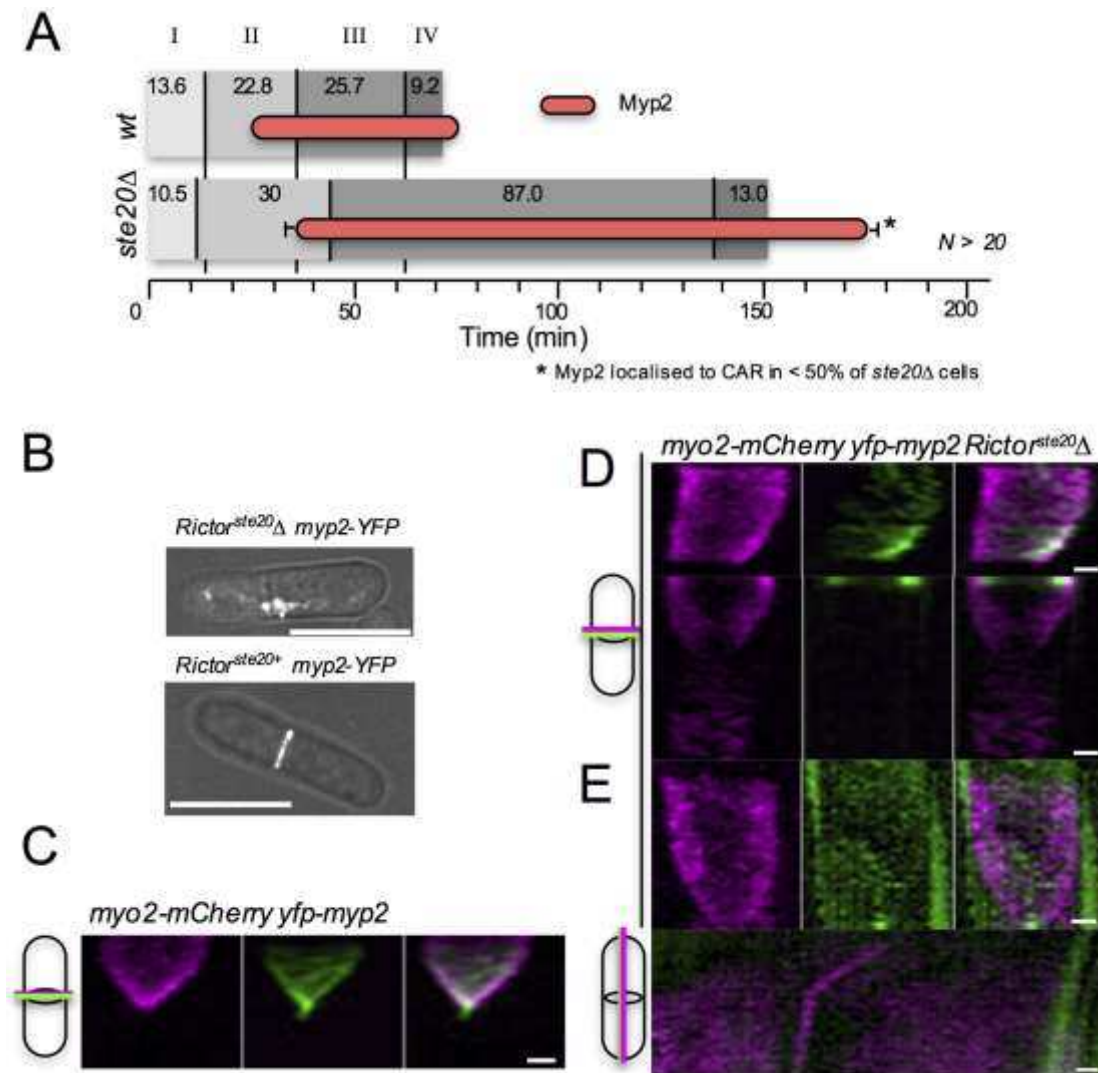 A
I II III IV
13.6 22.8 25.7 9.2
wt
Myp2
10.5 30 87.0 13.0
ste20Δ
*
N > 20
0 50 100 150 200
Time (min)
* Myp2 localised to CAR in < 50% of ste20Δ cells
B
Rictorste20Δ myp2-YFP
Rictorste20+ myp2-YFP
C
myo2-mCherry yfp-myp2
D
myo2-mCherry yfp-myp2 Rictorste20Δ
E